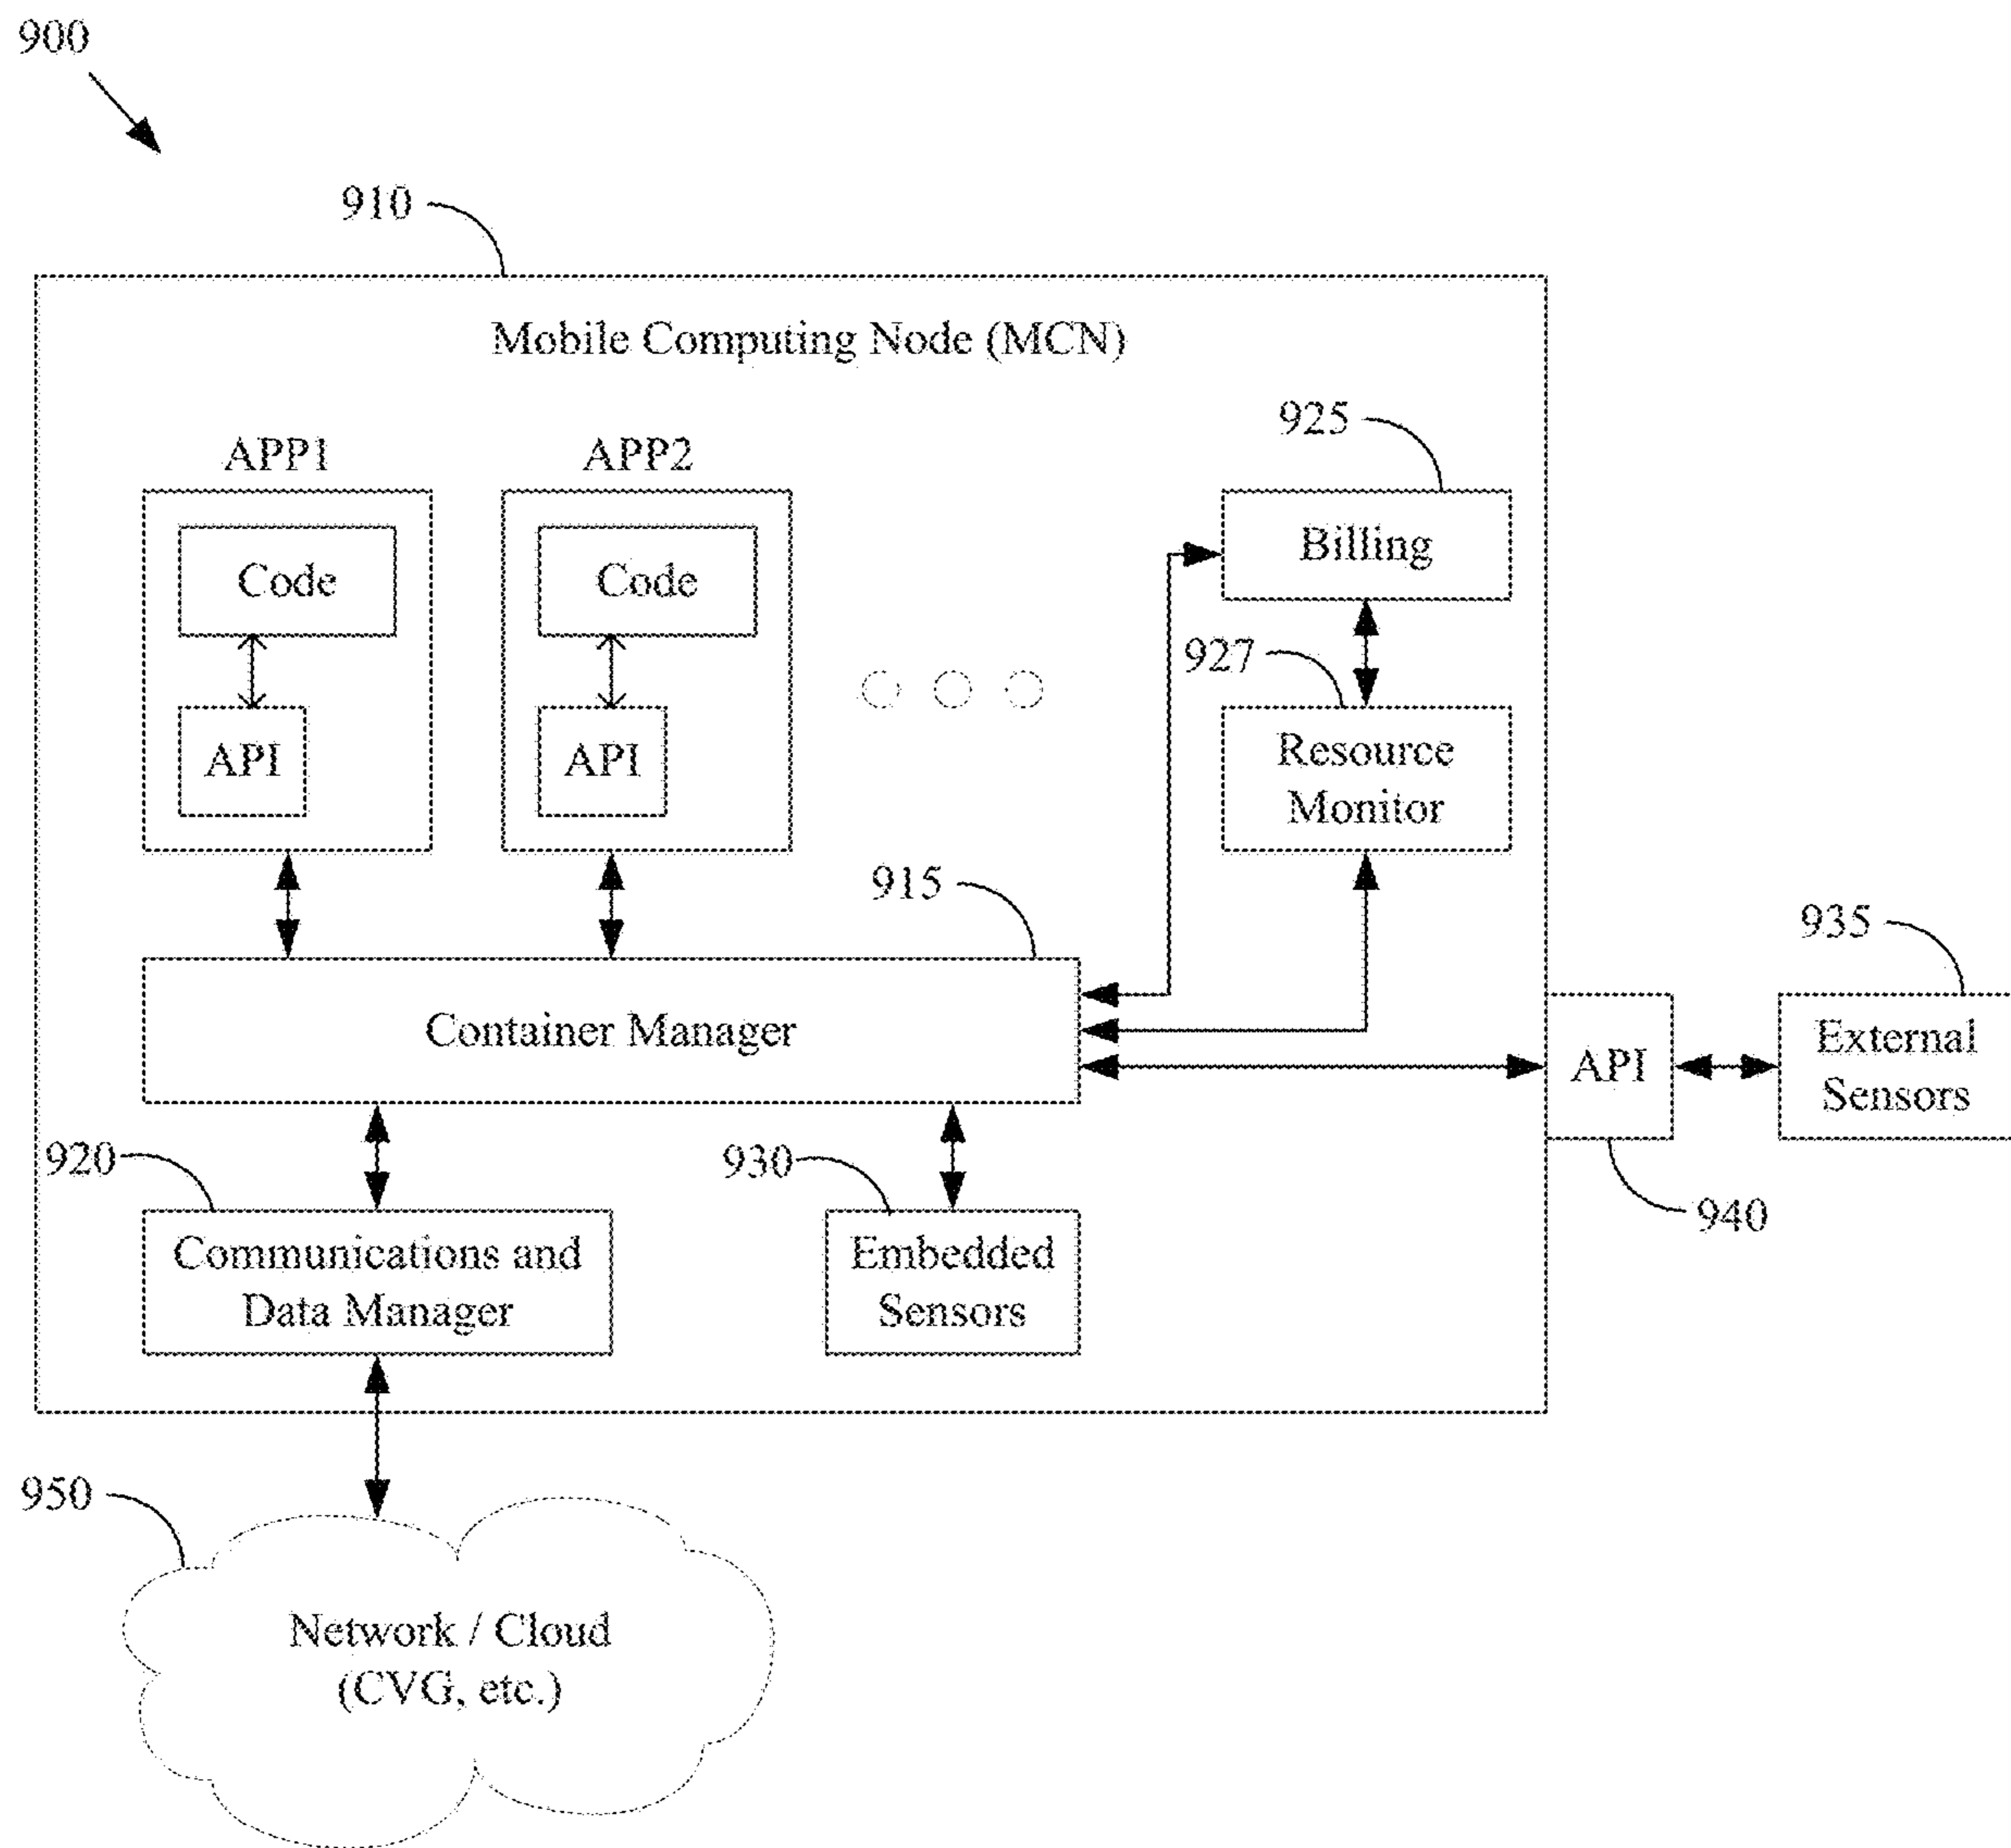 900
910
Mobile Computing Node (MCN)
925
APP1
APP2
Code
Code
Billing
927
API
API
Resource
Monitor
915
935
Container Manager
API
External
Sensors
920
930
940
Communications and
Data Manager
Embedded
Sensors
950
Network / Cloud
(CVG, etc.)